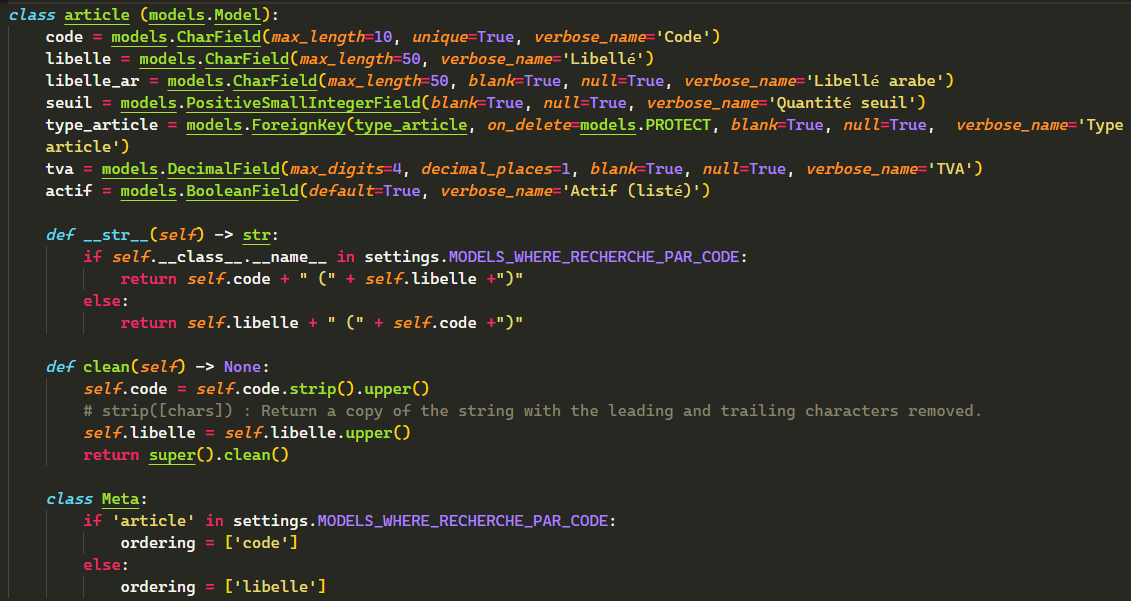 class article (models.Model):
    code = models.CharField(max_length=10, unique=True, verbose_name='Code')
    libelle = models.CharField(max_length=50, verbose_name='Libellé')
    libelle_ar = models.CharField(max_length=50, blank=True, null=True, verbose_name='Libellé arabe')
    seuil = models.PositiveSmallIntegerField(blank=True, null=True, verbose_name='Quantité seuil')
    type_article = models.ForeignKey(type_article, on_delete=models.PROTECT, blank=True, null=True,  verbose_name='Type
    article')
    tva = models.DecimalField(max_digits=4, decimal_places=1, blank=True, null=True, verbose_name='TVA')
    actif = models.BooleanField(default=True, verbose_name='Actif (listé)')

    def __str__(self) -> str:
        if self.__class__.__name__ in settings.MODELS_WHERE_RECHERCHE_PAR_CODE:
            return self.code + " (" + self.libelle +")"
        else:
            return self.libelle + " (" + self.code +")"

    def clean(self) -> None:
        self.code = self.code.strip().upper()
        # strip([chars]) : Return a copy of the string with the leading and trailing characters removed.
        self.libelle = self.libelle.upper()
        return super().clean()

    class Meta:
        if 'article' in settings.MODELS_WHERE_RECHERCHE_PAR_CODE:
            ordering = ['code']
        else:
            ordering = ['libelle']